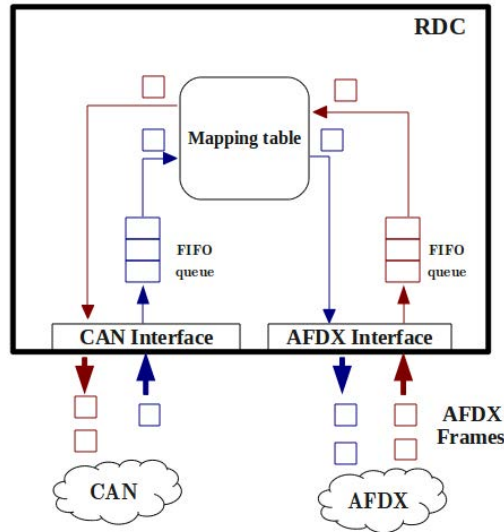 RDC
Mapping table
FIFO
queue
FIFO
queue
CAN Interface
AFDX Interface
AFDX
Frames
CAN
AFDX